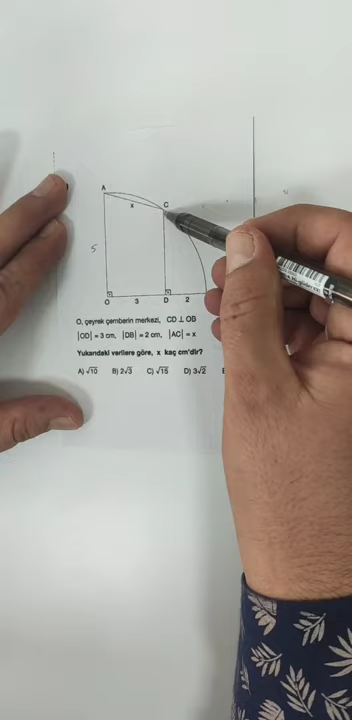 A
C
x
5
3
2
O
D
O, çeyrek çemberin merkezi, CD ⊥ OB
|OD| = 3 cm, |DB| = 2 cm, |AC| = x
Yukarıdaki verilere göre, x kaç cm'dir?
A) √10 B) 2√3 C) √15 D) 3√2